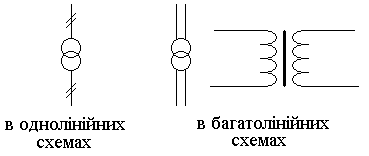 в однолінійних
схемах
в багатолінійних
схемах